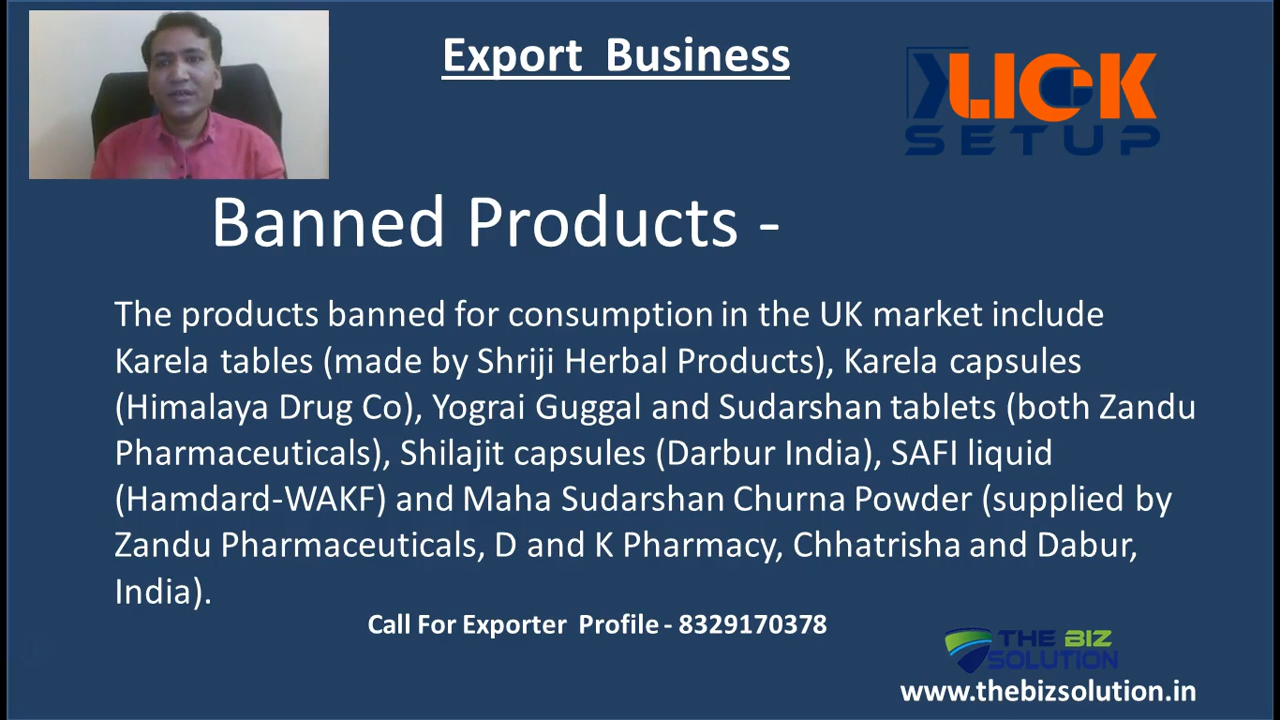 Export Business
KLICK
SETUP
Banned Products -
The products banned for consumption in the UK market include
Karela tables (made by Shriji Herbal Products), Karela capsules
(Himalaya Drug Co), Yograi Guggal and Sudarshan tablets (both Zandu
Pharmaceuticals), Shilajit capsules (Darbur India), SAFI liquid
(Hamdard-WAKF) and Maha Sudarshan Churna Powder (supplied by
Zandu Pharmaceuticals, D and K Pharmacy, Chhatrisha and Dabur,
India).
Call For Exporter Profile - 8329170378
THE BIZ
SOLUTION
www.thebizsolution.in